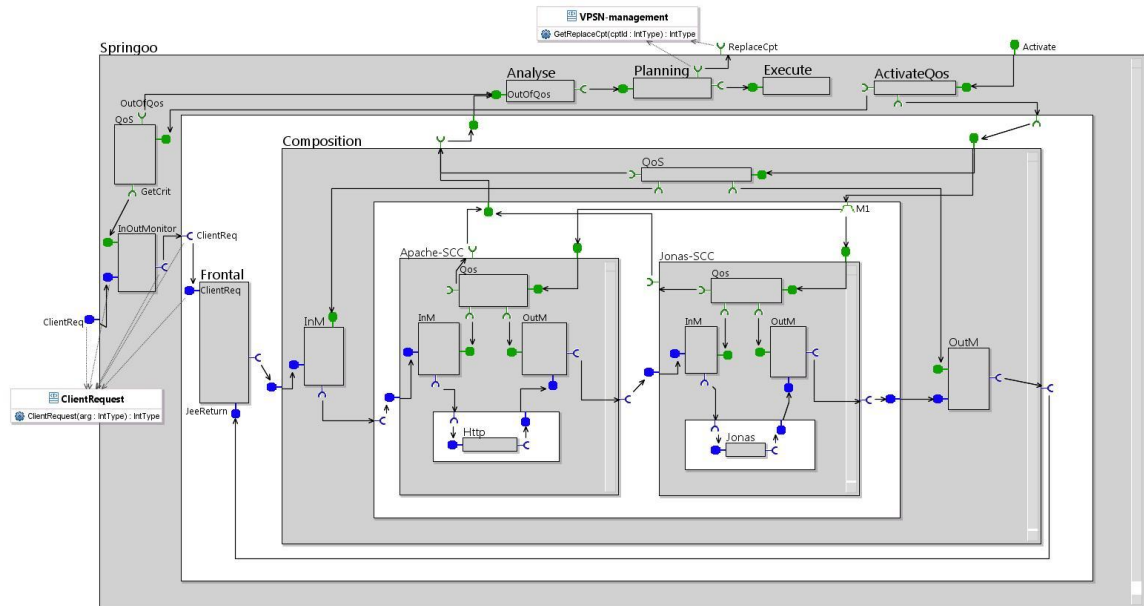 VPSN-management
GetReplaceCpt(cptId : IntType) : IntType
Springoo
ReplaceCpt
Activate
Analyse
Planning
Execute
ActivateQos
OutOfQos
OutOfQos
QoS
Composition
QoS
GetCrit
M1
InOutMonitor
ClientReq
Apache-SCC
Jonas-SCC
Frontal
Qos
Qos
ClientReq
ClientReq
InM
InM
OutM
InM
OutM
OutM
ClientRequest
ClientRequest(arg : IntType) : IntType
JeeReturn
Http
Jonas